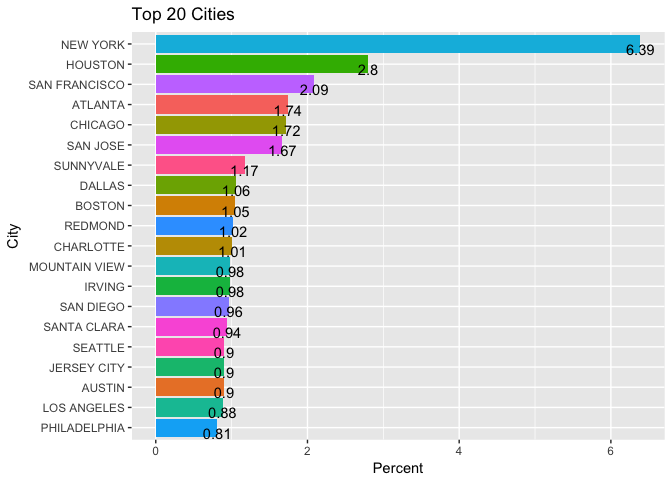 Top 20 Cities
City
NEW YORK 6.39
HOUSTON 2.8
SAN FRANCISCO 2.09
ATLANTA 1.74
CHICAGO 1.72
SAN JOSE 1.67
SUNNYVALE 1.17
DALLAS 1.06
BOSTON 1.05
REDMOND 1.02
CHARLOTTE 1.01
MOUNTAIN VIEW 0.98
IRVING 0.98
SAN DIEGO 0.96
SANTA CLARA 0.94
SEATTLE 0.9
JERSEY CITY 0.9
AUSTIN 0.9
LOS ANGELES 0.88
PHILADELPHIA 0.81
0 2 4 6
Percent